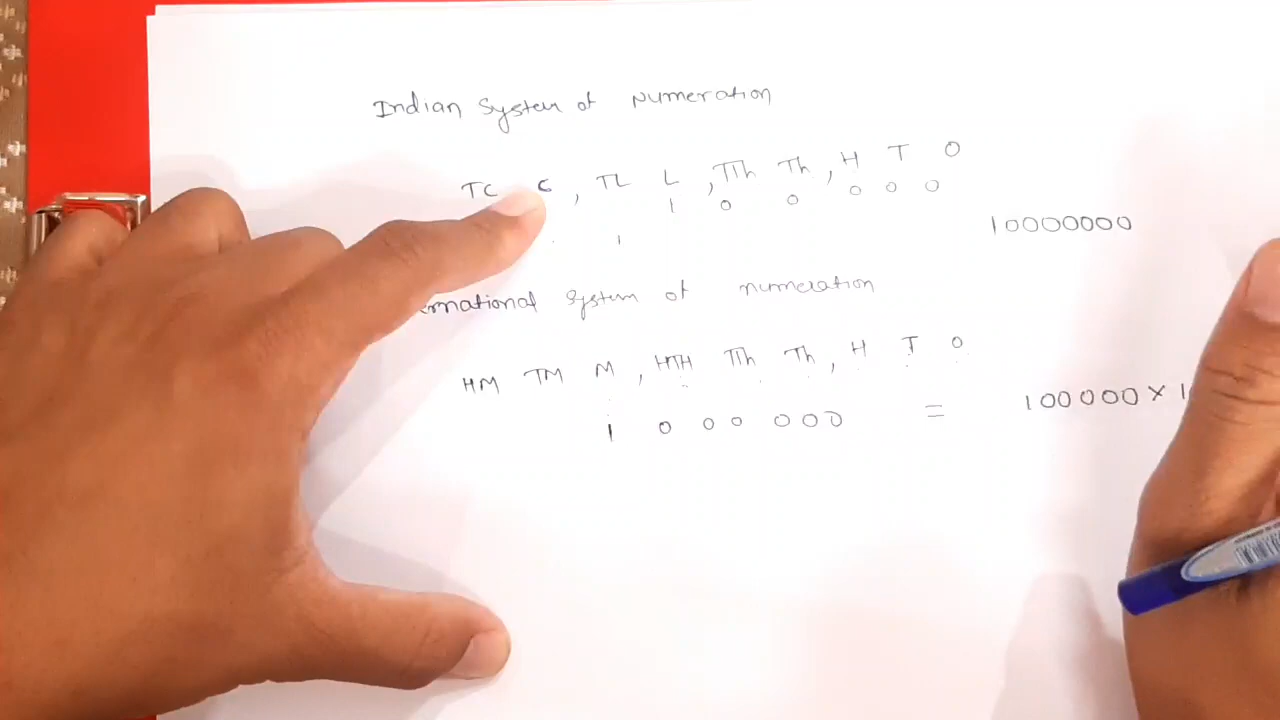 Indian System of Numeration
TC C , TL L , TTh Th , H T O
1 0 0 0 0 0
1
10000000
System of numeration
HM TM M , HTH TTh Th , H T O
1 0 0 0 0 0 0 = 100000 × 1